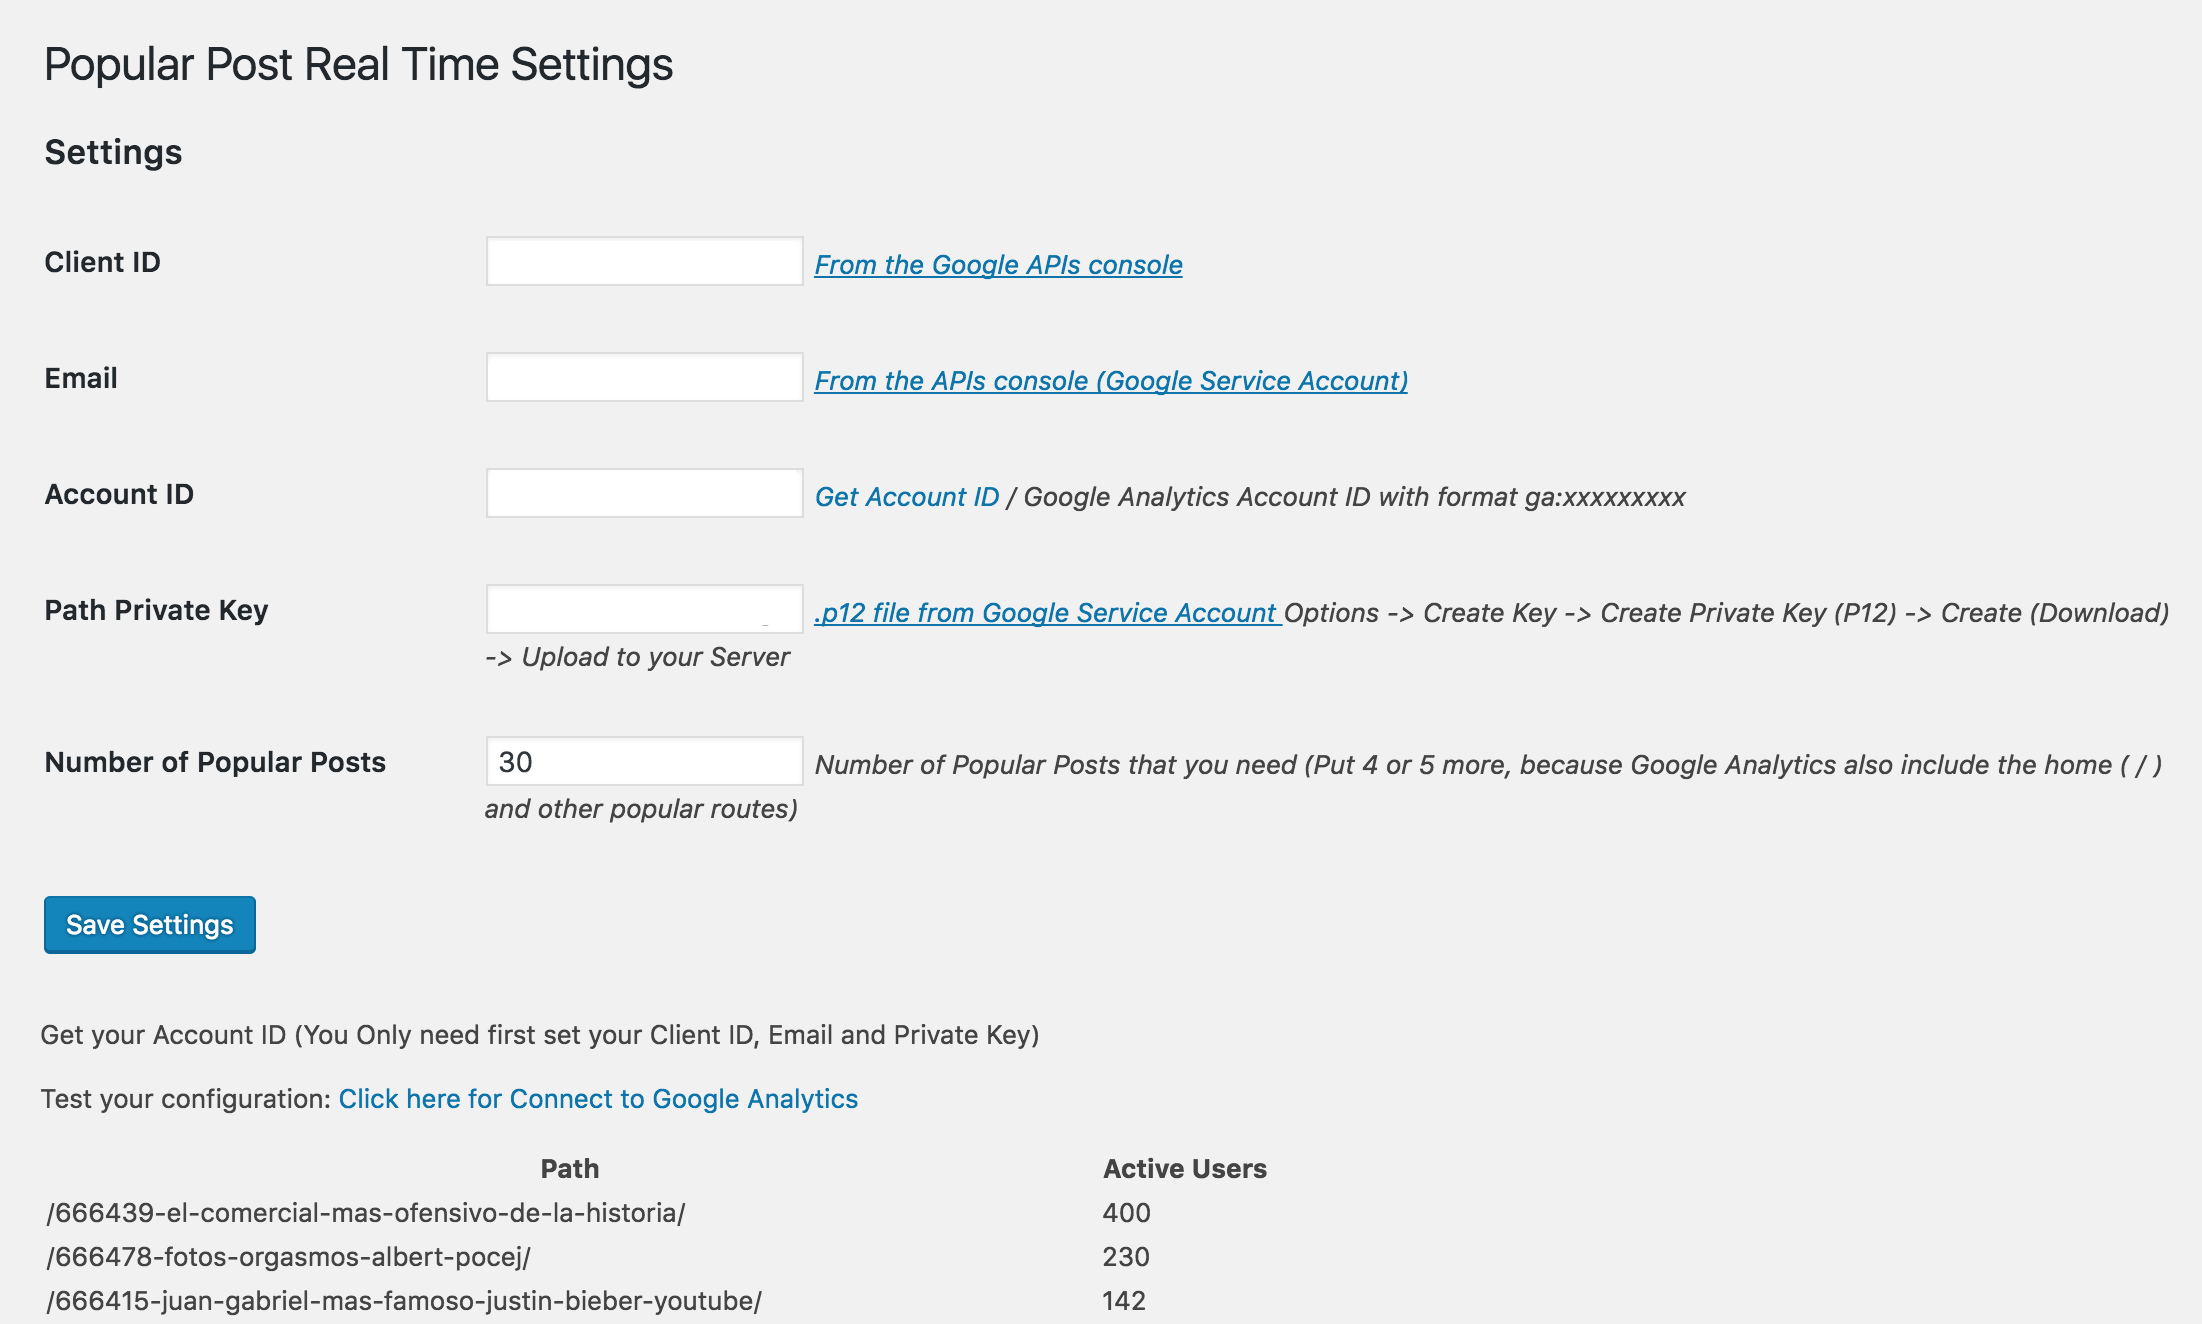 Popular Post Real Time Settings
Settings
Client ID From the Google APIs console
Email From the APIs console (Google Service Account)
Account ID Get Account ID / Google Analytics Account ID with format ga:xxxxxxxxx
Path Private Key .p12 file from Google Service Account Options -> Create Key -> Create Private Key (P12) -> Create (Download)
-> Upload to your Server
Number of Popular Posts 30 Number of Popular Posts that you need (Put 4 or 5 more, because Google Analytics also include the home ( / )
and other popular routes)
Save Settings
Get your Account ID (You Only need first set your Client ID, Email and Private Key)
Test your configuration: Click here for Connect to Google Analytics
Path Active Users
/666439-el-comercial-mas-ofensivo-de-la-historia/ 400
/666478-fotos-orgasmos-albert-pocej/ 230
/666415-juan-gabriel-mas-famoso-justin-bieber-youtube/ 142